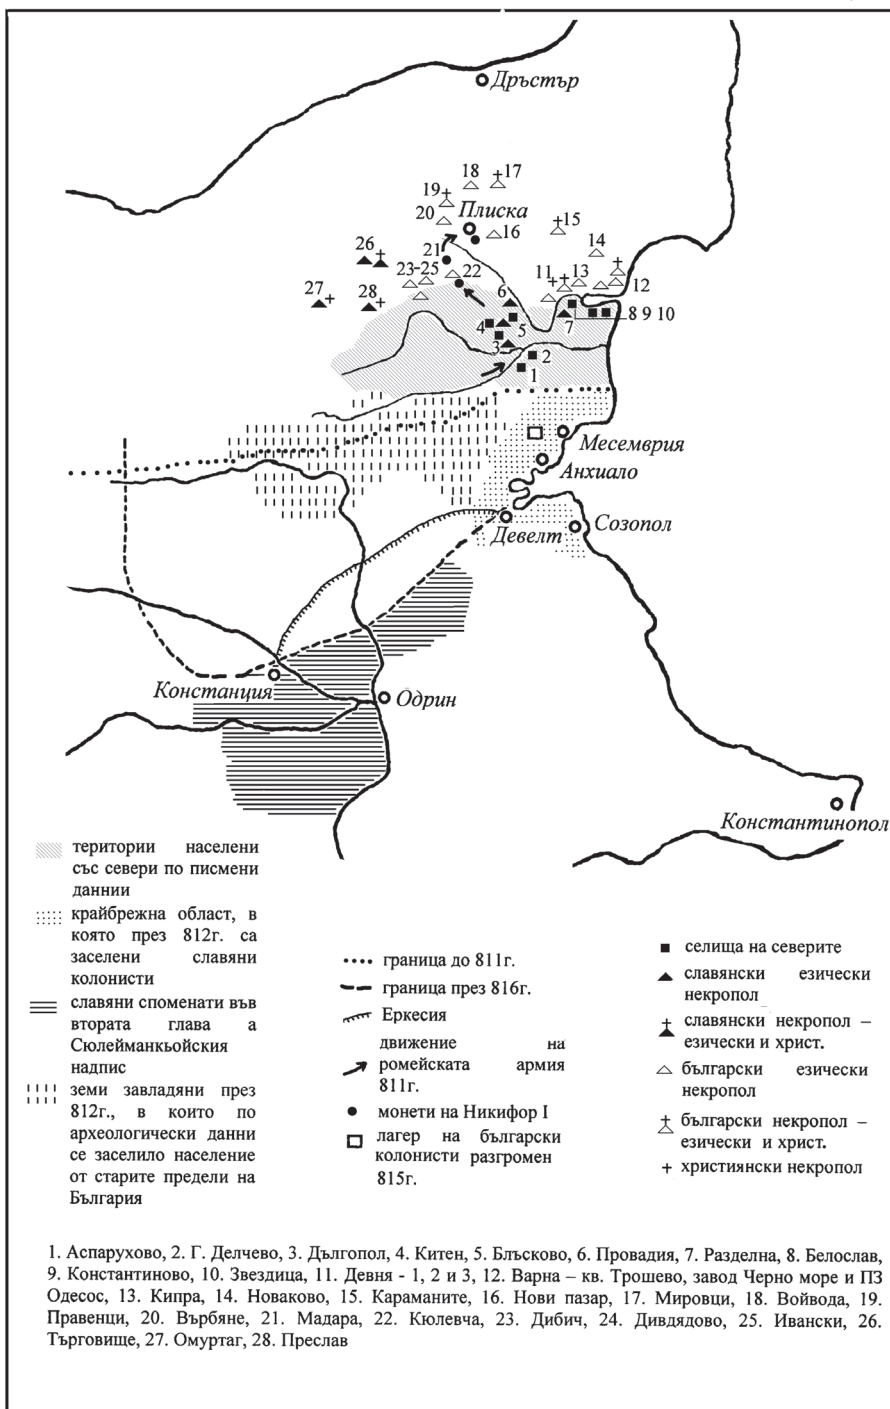 Дръстър
18
17
19
20
Плиска
16
15
14
26
21
23-25
22
27
28
6
11
13
12
4
5
7
8 9 10
3
2
1
Месемврия
Анхиало
Девелт
Созопол
Констанция
Одрин
Константинопол
територии населени
със севери по писмени
даннии
крайбрежна област, в
която през 812г. са
заселени славяни
колонисти
славяни споменати във
втората глава а
Сюлейманкьойския
надпис
земи завладяни през
812г., в които по
археологически данни
се заселило население
от старите предели на
България
граница до 811г.
граница през 816г.
Еркесия
движение на
ромейската армия
811г.
монети на Никифор I
лагер на български
колонисти разгромен
815г.
селища на северите
славянски езически
некропол
славянски некропол –
езически и христ.
български езически
некропол
български некропол –
езически и христ.
християнски некропол
1. Аспарухово, 2. Г. Делчево, 3. Дългопол, 4. Китен, 5. Блъсково, 6. Провадия, 7. Разделна, 8. Белослав,
9. Константиново, 10. Звездица, 11. Девня - 1, 2 и 3, 12. Варна – кв. Трошево, завод Черно море и ПЗ
Одесос, 13. Кипра, 14. Новаково, 15. Караманите, 16. Нови пазар, 17. Мировци, 18. Войвода, 19.
Правенци, 20. Върбяне, 21. Мадара, 22. Кюлевча, 23. Дибич, 24. Дивдядово, 25. Ивански, 26.
Търговище, 27. Омуртаг, 28. Преслав